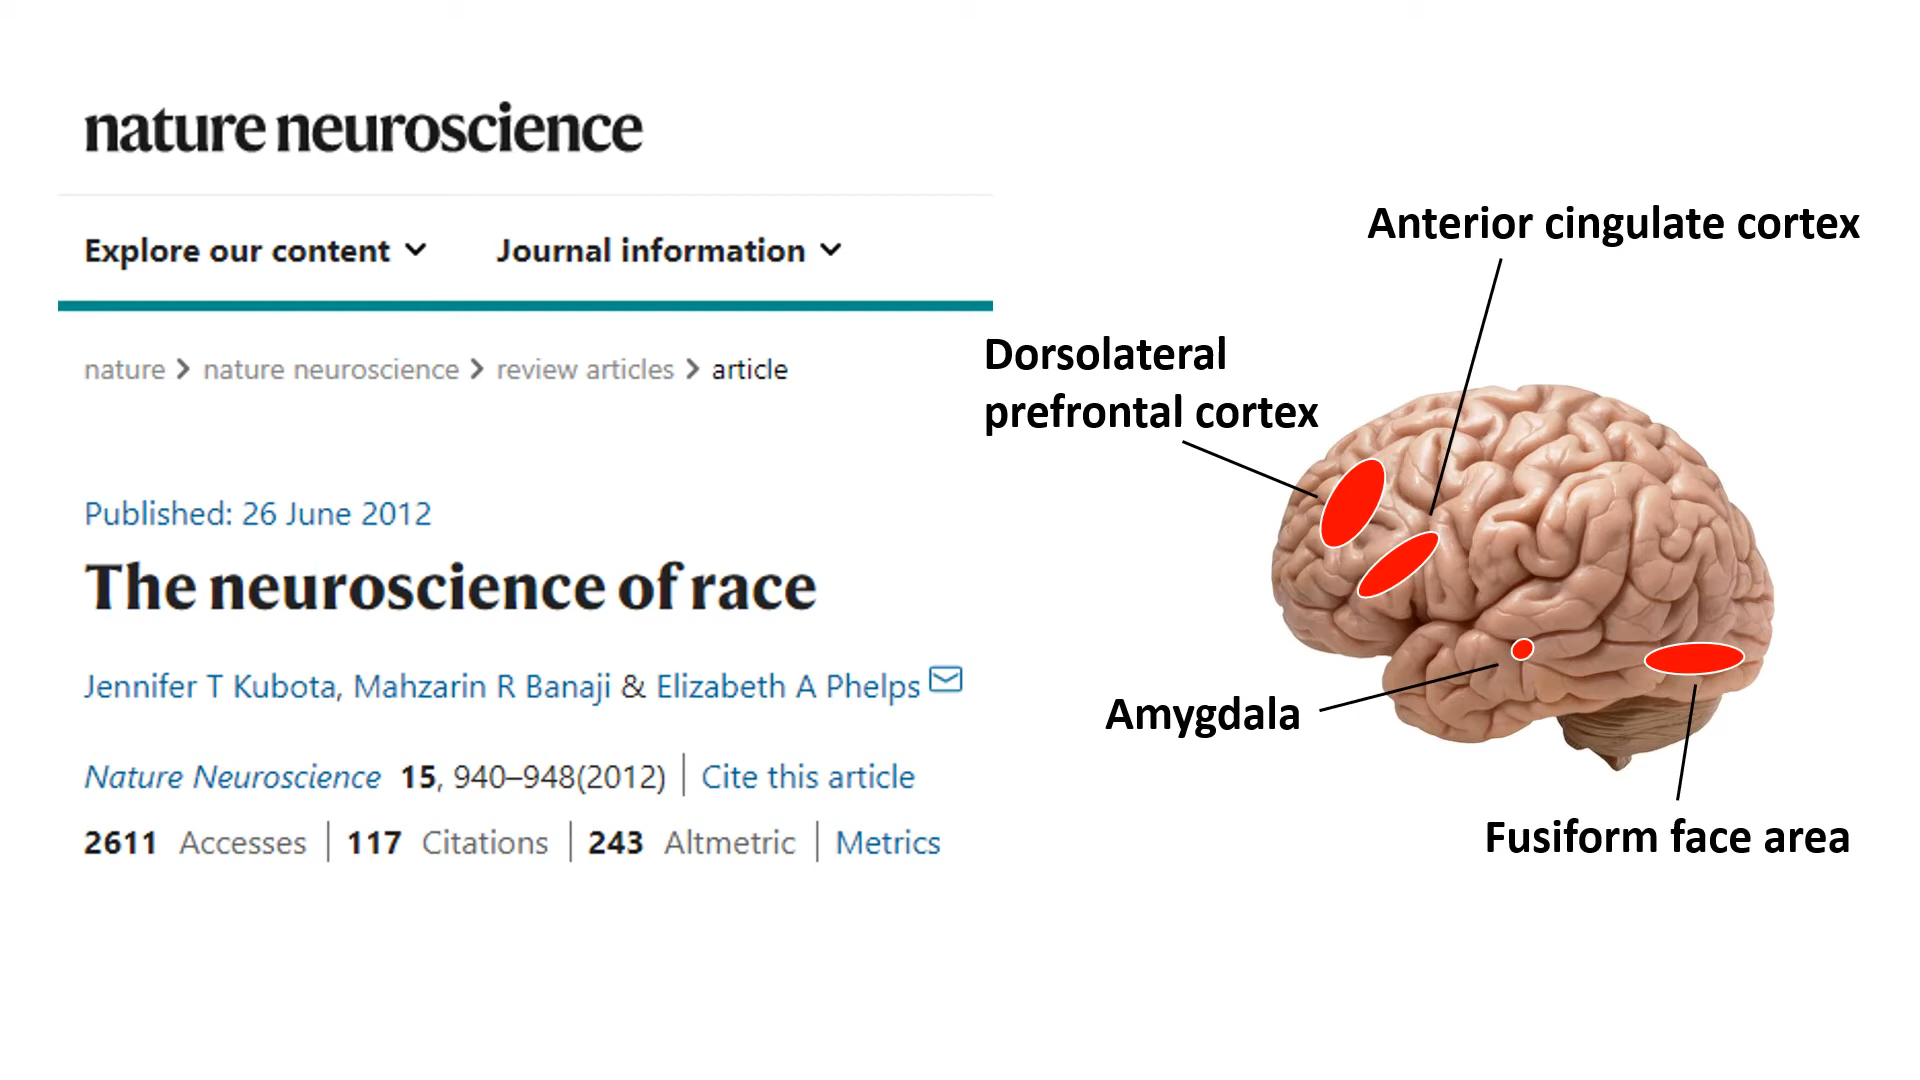 nature neuroscience
Explore our content
Journal information
nature > nature neuroscience > review articles > article
Published: 26 June 2012
The neuroscience of race
Jennifer T Kubota, Mahzarin R Banaji & Elizabeth A Phelps
Nature Neuroscience 15, 940–948(2012) | Cite this article
2611 Accesses | 117 Citations | 243 Altmetric | Metrics
Anterior cingulate cortex
Dorsolateral
prefrontal cortex
Amygdala
Fusiform face area